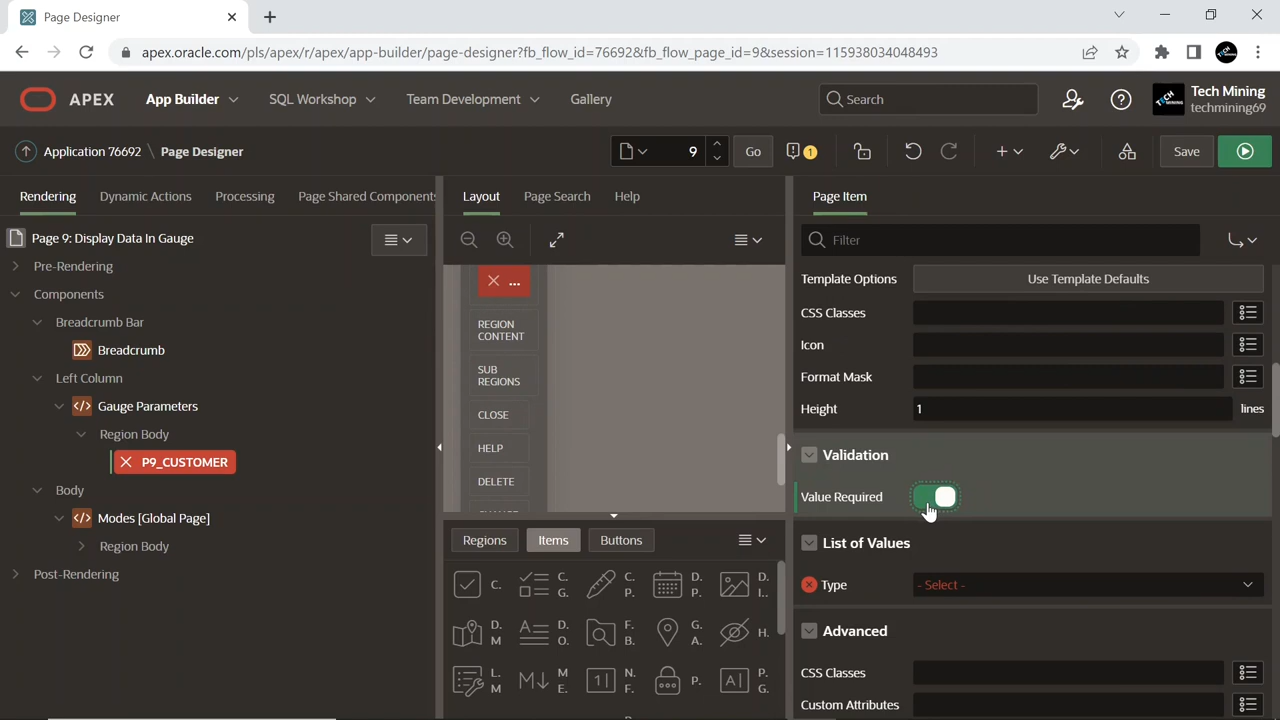 Page Designer
apex.oracle.com/pls/apex/r/apex/app-builder/page-designer?fb_flow_id=76692&fb_flow_page_id=9&session=115938034048493
APEX App Builder SQL Workshop Team Development Gallery Search Tech Mining
techmining69
Application 76692 \ Page Designer 9 Go 1 Save
Rendering Dynamic Actions Processing Page Shared Components
Layout Page Search Help
Page Item
Page 9: Display Data In Gauge
Pre-Rendering
Components
Breadcrumb Bar
Breadcrumb
Left Column
Gauge Parameters
Region Body
P9_CUSTOMER
Body
Modes [Global Page]
Region Body
Post-Rendering
...
REGION
CONTENT
SUB
REGIONS
CLOSE
HELP
DELETE
Regions Items Buttons
C. C. C. D. D.
G. P. P. I..
D. D. F. G. H.
M O. B. A.
L. M N. P. P.
M E. F. G.
Filter
Template Options Use Template Defaults
CSS Classes
Icon
Format Mask
Height 1 lines
Validation
Value Required
List of Values
Type - Select -
Advanced
CSS Classes
Custom Attributes